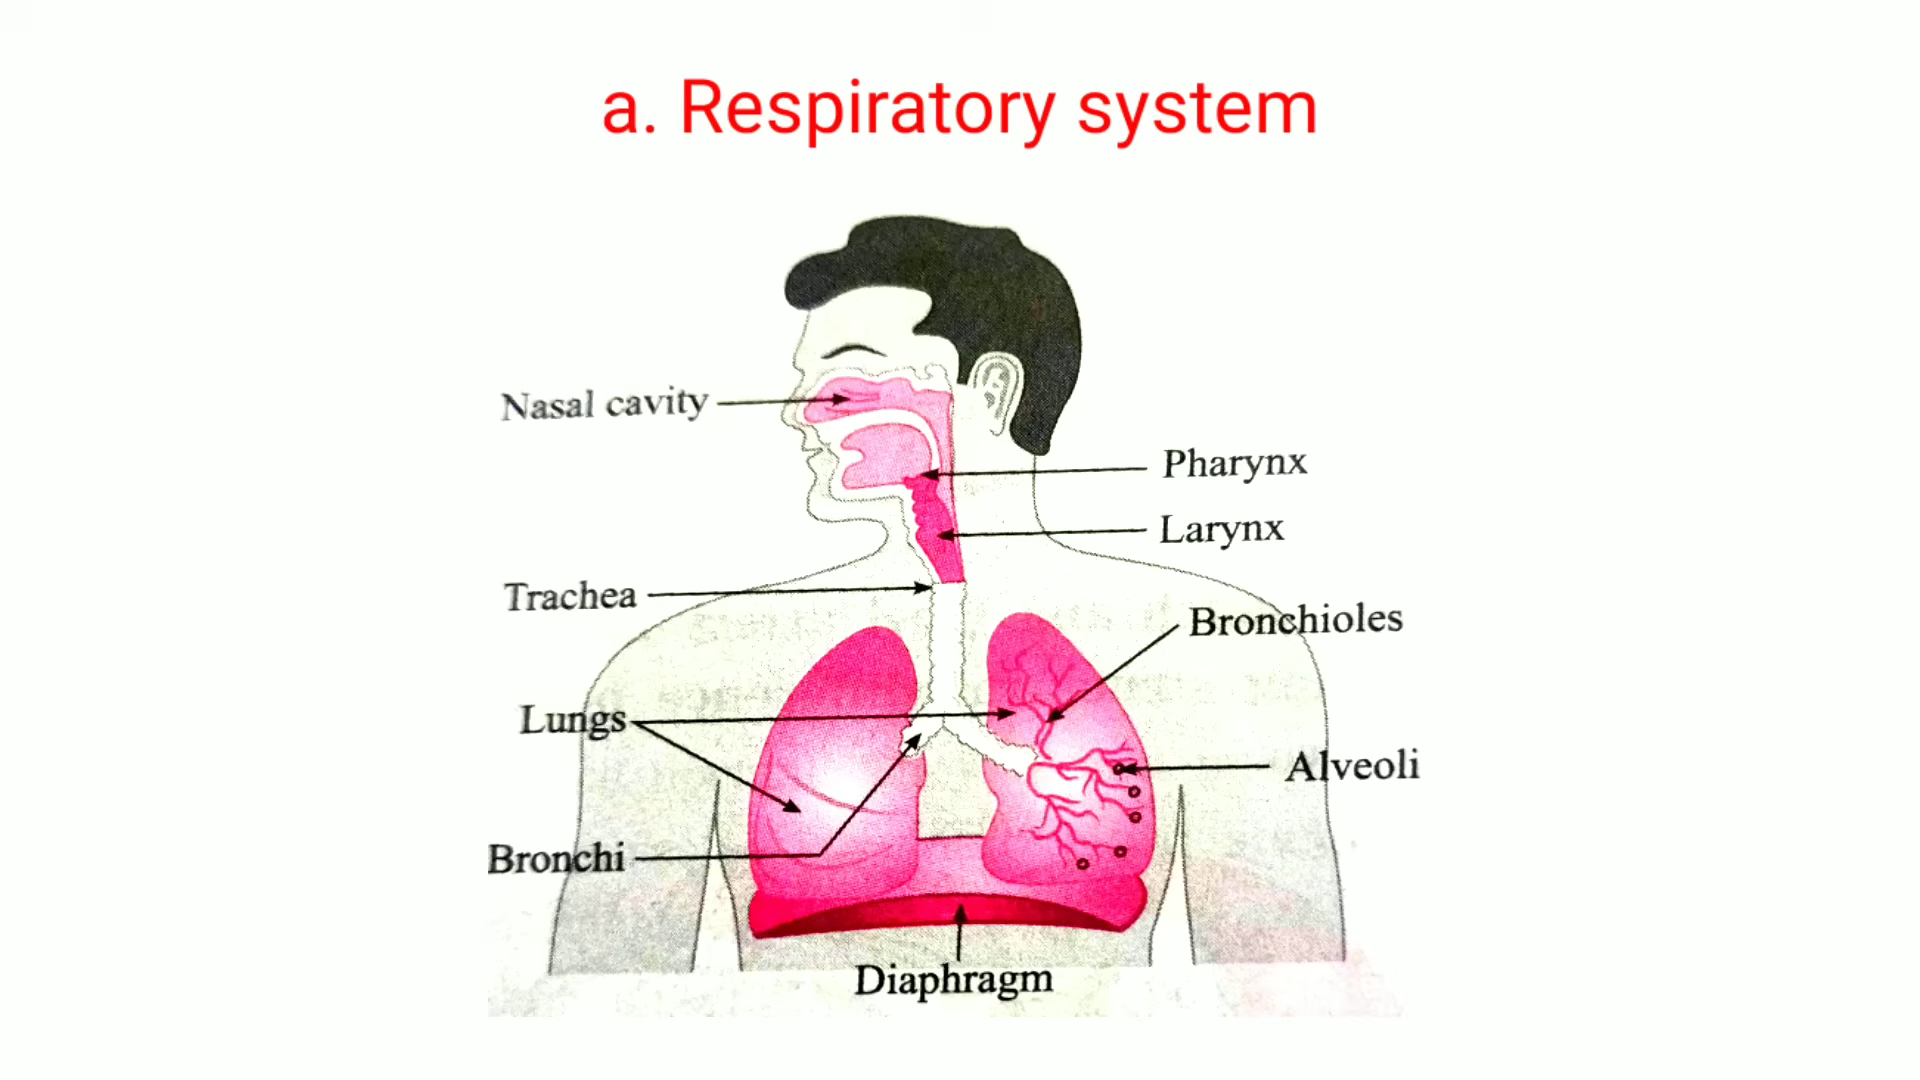 a. Respiratory system
Nasal cavity
Pharynx
Larynx
Trachea
Bronchioles
Lungs
Alveoli
Bronchi
Diaphragm